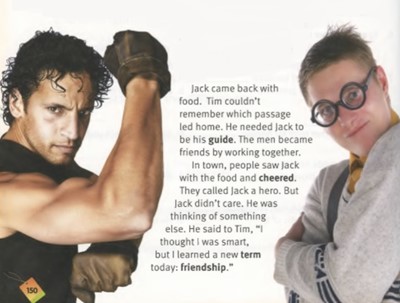 Jack came back with
food. Tim couldn't
remember which passage
led home. He needed Jack to
be his guide. The men became
friends by working together.
In town, people saw Jack
with the food and cheered.
They called Jack a hero. But
Jack didn't care. He was
thinking of something
else. He said to Tim, “I
thought I was smart,
but I learned a new term
today: friendship.”
150